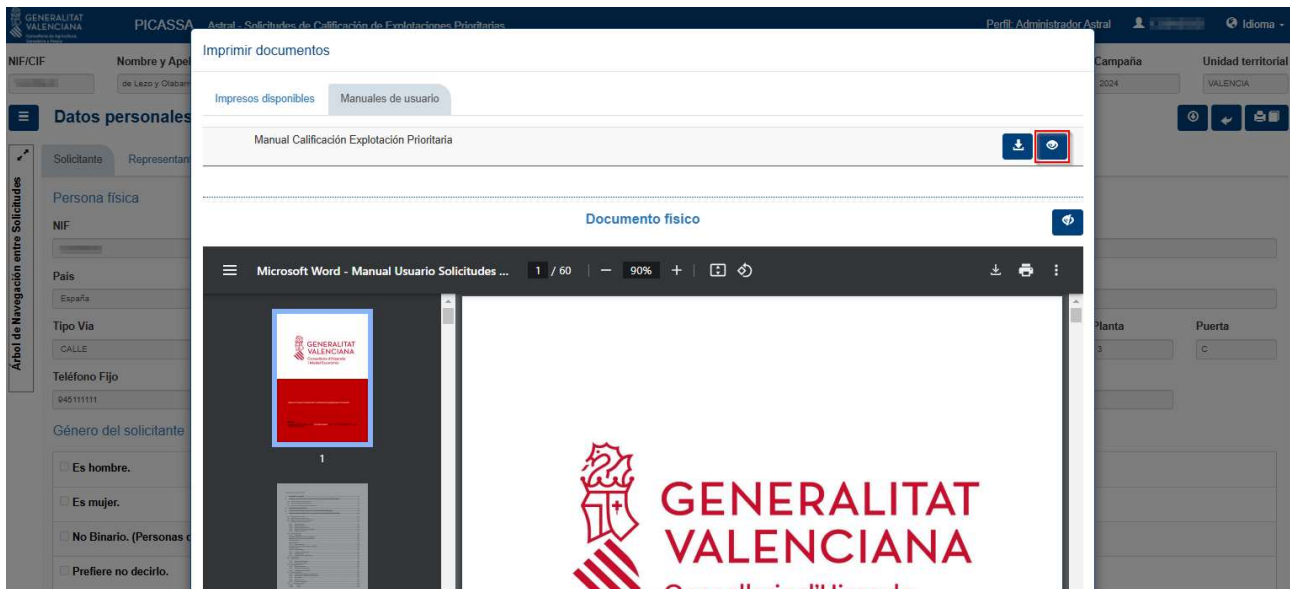 GENERALITAT
VALENCIANA
PICASSA
Astral - Solicitudes de Calificación de Explotaciones Prioritarias
Perfil: Administrador Astral
Idioma
NIF/CIF
Nombre y Apel
Campaña
Unidad territorial
de Lezo y Olabarr
2024
VALENCIA
Imprimir documentos
Impresos disponibles
Manuales de usuario
Manual Calificación Explotación Prioritaria
Documento físico
Datos personales
Solicitante
Representan
Árbol de Navegación entre Solicitudes
Persona física
NIF
País
España
Tipo Vía
Planta
Puerta
CALLE
3
C
Teléfono Fijo
945111111
Género del solicitante
Es hombre.
Es mujer.
No Binario. (Personas c
Prefiere no decirlo.
Microsoft Word - Manual Usuario Solicitudes ...
1 / 60
90%
GENERALITAT
VALENCIANA
1
GENERALITAT
VALENCIANA